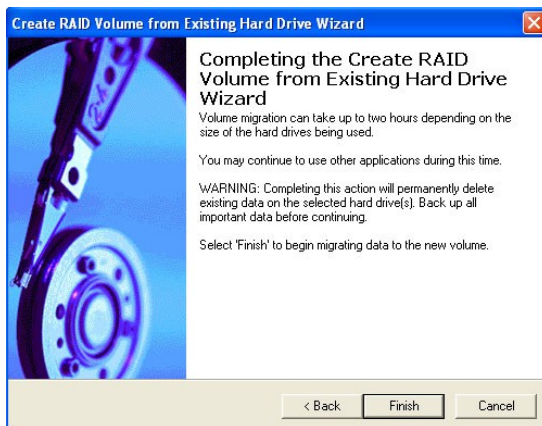 Create RAID Volume from Existing Hard Drive Wizard
Completing the Create RAID
Volume from Existing Hard Drive
Wizard
Volume migration can take up to two hours depending on the
size of the hard drives being used.
You may continue to use other applications during this time.
WARNING: Completing this action will permanently delete
existing data on the selected hard drive(s). Back up all
important data before continuing.
Select 'Finish' to begin migrating data to the new volume.
< Back Finish Cancel